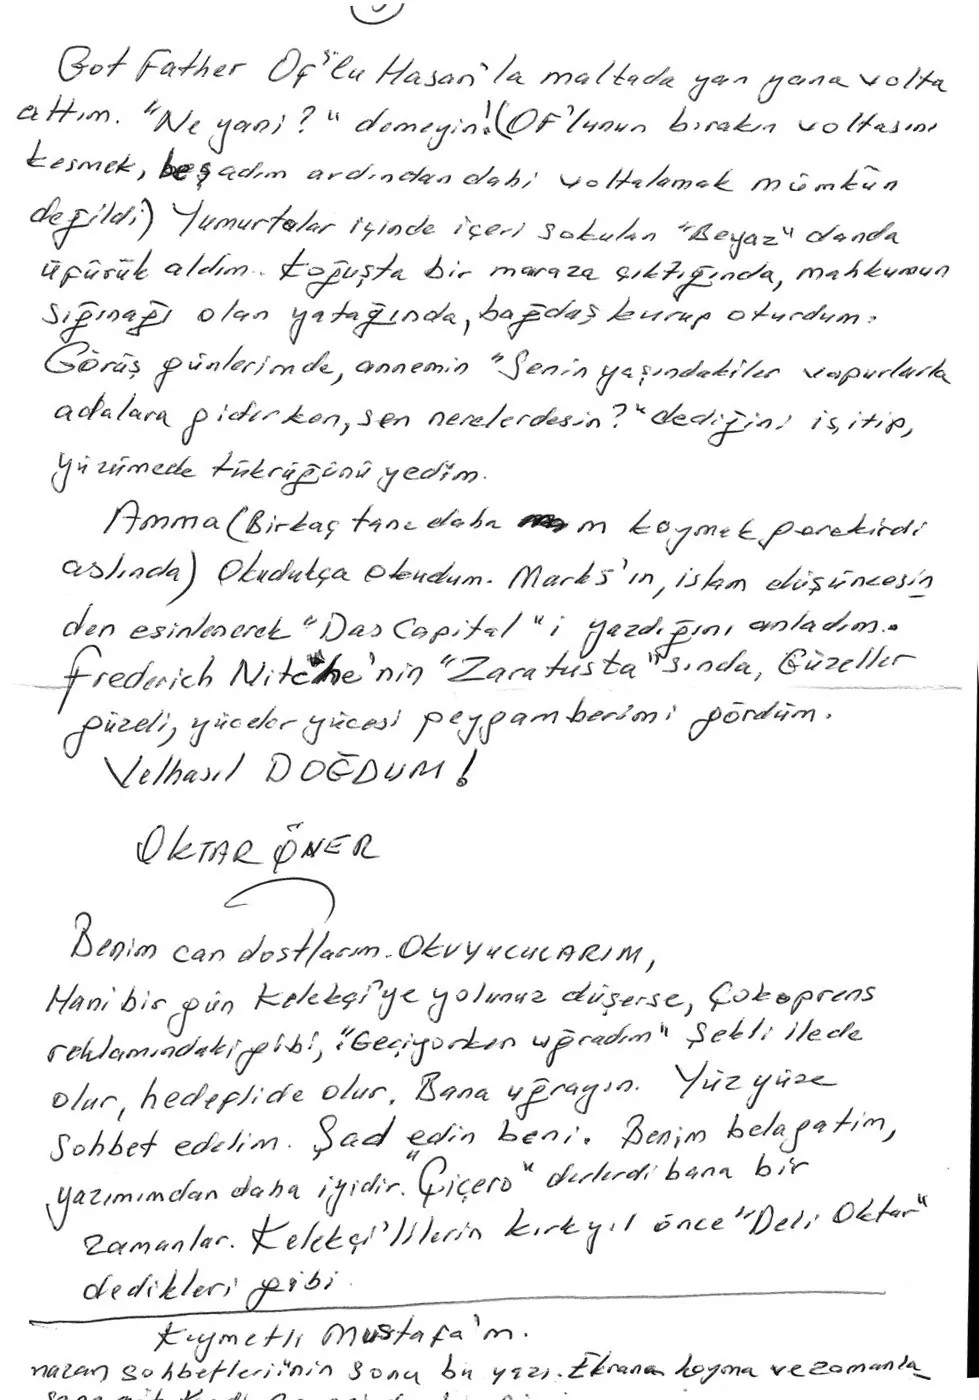 Got Father Of'lu Hasan'la maltada yan yana volta
attım. "Ne yani?" demeyin! (OF'lunun bırakın voltasını
kesmek, beş adım ardından dahi voltalamak mümkün
değildi) Yumurtalar içinde içeri sokulan "Beyaz" danda
üfürük aldım. Koğuşta bir maraza çıktığında, mahkumun
sığınağı olan yatağında, bağdaş kurup oturdum.
Görüş günlerimde, annemin "Senin yaşındakiler vapurlarla
adalara giderken, sen nerelerdesin?" dediğini işitip,
yüzümede tükrüğünü yedim.
Amma (Birkaç tane daha m koymak gerekirdi
aslında) Okudukça okudum. Marks'ın, islam düşüncesin
den esinlenerek "Das Capital"i yazdığını anladım.
Frederich Nitche'nin "Zaratusta"sında, Güzeller
güzeli, yüceler yücesi peygamberimi gördüm.
Velhasıl DOĞDUM!
OKTAR ÖNER
Benim can dostlarım. OKUYUCULARIM,
Hani bir gün Kelekçi'ye yolunuz düşerse, Çokoprens
reklamındaki gibi, "Geçiyorken uğradım" şekli ilede
olur, hedeflide olur. Bana uğrayın. Yüz yüze
sohbet edelim. Şad edin beni. Benim belagatim,
yazımımdan daha iyidir. "Çiçero" derlerdi bana bir
zamanlar. Kelekçi'lilerin kırk yıl önce "Deli Oktar"
dedikleri gibi
Kıymetli Mustafa'm.
sohbetleri'nin sonu bu yazı. Ekrana koyma ve zamanla